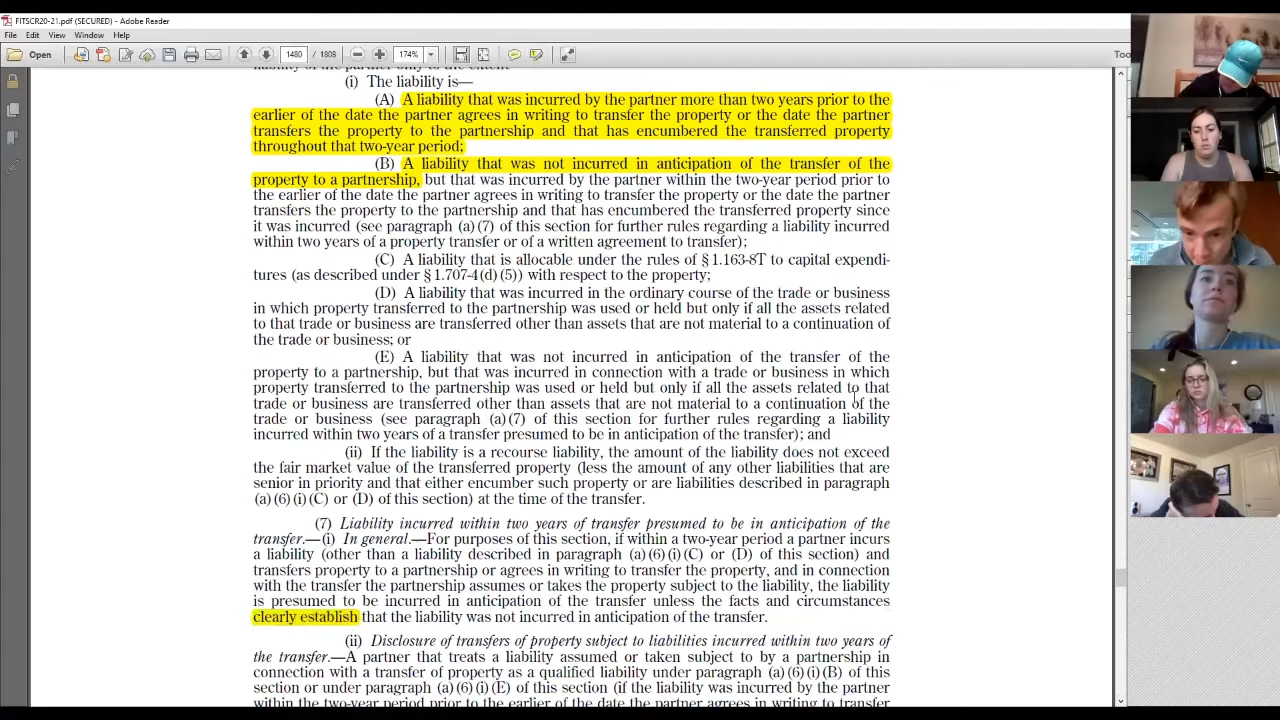 FITSCR20-21.pdf (SECURED) - Adobe Reader
File Edit View Window Help
Open 1480 / 1808 174% Too
liability of the partner only to the extent—
(i) The liability is—
(A) A liability that was incurred by the partner more than two years prior to the
earlier of the date the partner agrees in writing to transfer the property or the date the partner
transfers the property to the partnership and that has encumbered the transferred property
throughout that two-year period;
(B) A liability that was not incurred in anticipation of the transfer of the
property to a partnership, but that was incurred by the partner within the two-year period prior to
the earlier of the date the partner agrees in writing to transfer the property or the date the partner
transfers the property to the partnership and that has encumbered the transferred property since
it was incurred (see paragraph (a)(7) of this section for further rules regarding a liability incurred
within two years of a property transfer or of a written agreement to transfer);
(C) A liability that is allocable under the rules of § 1.163-8T to capital expendi-
tures (as described under § 1.707-4(d)(5)) with respect to the property;
(D) A liability that was incurred in the ordinary course of the trade or business
in which property transferred to the partnership was used or held but only if all the assets related
to that trade or business are transferred other than assets that are not material to a continuation of
the trade or business; or
(E) A liability that was not incurred in anticipation of the transfer of the
property to a partnership, but that was incurred in connection with a trade or business in which
property transferred to the partnership was used or held but only if all the assets related to that
trade or business are transferred other than assets that are not material to a continuation of the
trade or business (see paragraph (a)(7) of this section for further rules regarding a liability
incurred within two years of a transfer presumed to be in anticipation of the transfer); and
(ii) If the liability is a recourse liability, the amount of the liability does not exceed
the fair market value of the transferred property (less the amount of any other liabilities that are
senior in priority and that either encumber such property or are liabilities described in paragraph
(a)(6)(i)(C) or (D) of this section) at the time of the transfer.
(7) Liability incurred within two years of transfer presumed to be in anticipation of the
transfer.—(i) In general.—For purposes of this section, if within a two-year period a partner incurs
a liability (other than a liability described in paragraph (a)(6)(i)(C) or (D) of this section) and
transfers property to a partnership or agrees in writing to transfer the property, and in connection
with the transfer the partnership assumes or takes the property subject to the liability, the liability
is presumed to be incurred in anticipation of the transfer unless the facts and circumstances
clearly establish that the liability was not incurred in anticipation of the transfer.
(ii) Disclosure of transfers of property subject to liabilities incurred within two years of
the transfer.—A partner that treats a liability assumed or taken subject to by a partnership in
connection with a transfer of property as a qualified liability under paragraph (a)(6)(i)(B) of this
section or under paragraph (a)(6)(i)(E) of this section (if the liability was incurred by the partner
within the two-year period prior to the earlier of the date the partner agrees in writing to transfer